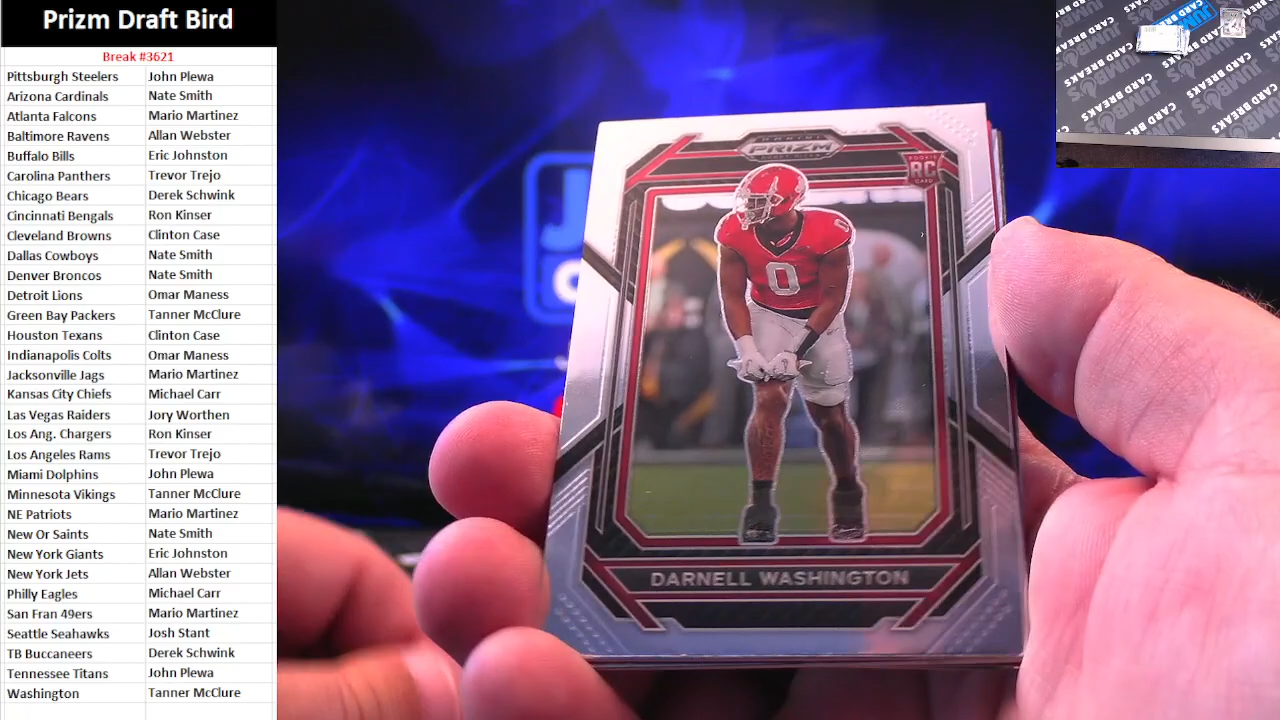 Prizm Draft Bird
Break #3621
Pittsburgh Steelers John Plewa
Arizona Cardinals Nate Smith
Atlanta Falcons Mario Martinez
Baltimore Ravens Allan Webster
Buffalo Bills Eric Johnston
Carolina Panthers Trevor Trejo
Chicago Bears Derek Schwink
Cincinnati Bengals Ron Kinser
Cleveland Browns Clinton Case
Dallas Cowboys Nate Smith
Denver Broncos Nate Smith
Detroit Lions Omar Maness
Green Bay Packers Tanner McClure
Houston Texans Clinton Case
Indianapolis Colts Omar Maness
Jacksonville Jags Mario Martinez
Kansas City Chiefs Michael Carr
Las Vegas Raiders Jory Worthen
Los Ang. Chargers Ron Kinser
Los Angeles Rams Trevor Trejo
Miami Dolphins John Plewa
Minnesota Vikings Tanner McClure
NE Patriots Mario Martinez
New Or Saints Nate Smith
New York Giants Eric Johnston
New York Jets Allan Webster
Philly Eagles Michael Carr
San Fran 49ers Mario Martinez
Seattle Seahawks Josh Stant
TB Buccaneers Derek Schwink
Tennessee Titans John Plewa
Washington Tanner McClure
PANINI
PRIZM
ROOKIE
RC
CARD
0
0
DARNELL WASHINGTON
JUMBO'S
CARD BREAKS